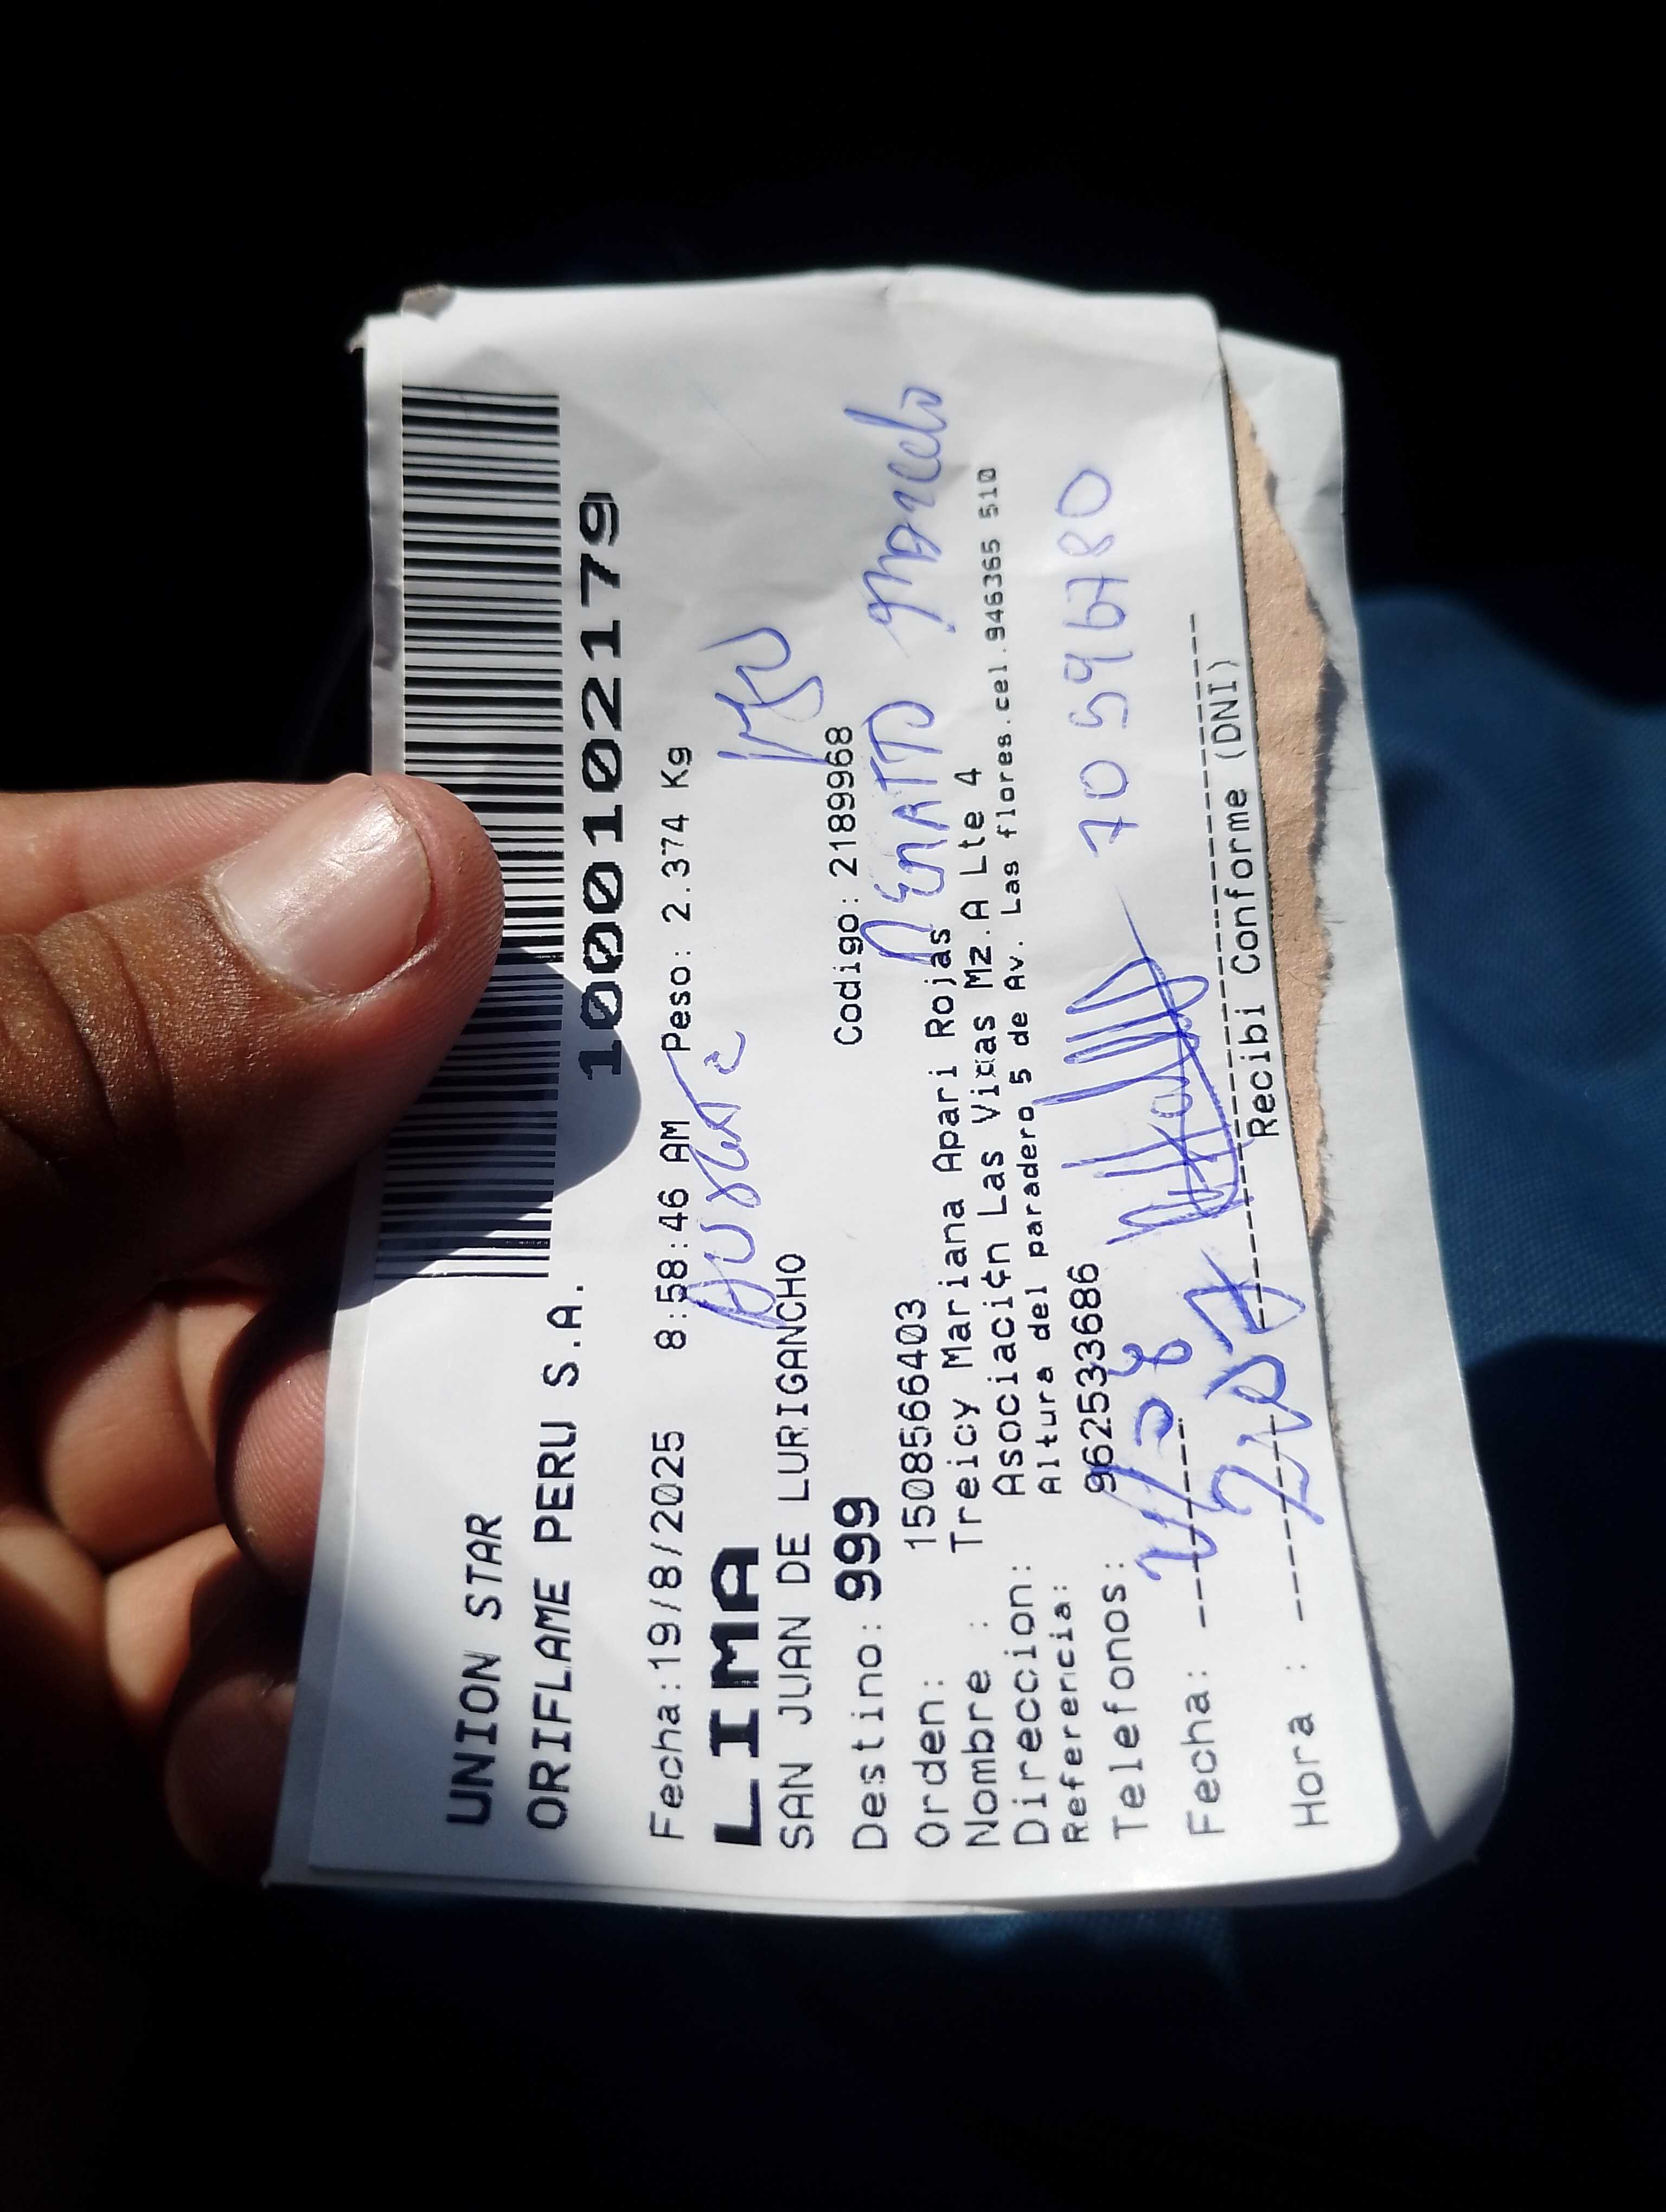 UNION STAR
ORIFLAME PERU S.A.
1000102179
Fecha:19/8/2025 8:58:46 AM Peso: 2.374 Kg
LIMA
SAN JUAN DE LURIGANCHO
Destino: 999 Codigo: 2189968
Orden: 1508566403
Nombre : Treicy Mariana Apari Rojas
Direccion: Asociaci¢n Las Vi¤as Mz.A Lte 4
Referencia: Altura del paradero 5 de Av. Las flores.cel.946365 510
Telefonos: 962533686
Fecha:
Hora :
Recibi Conforme (DNI)